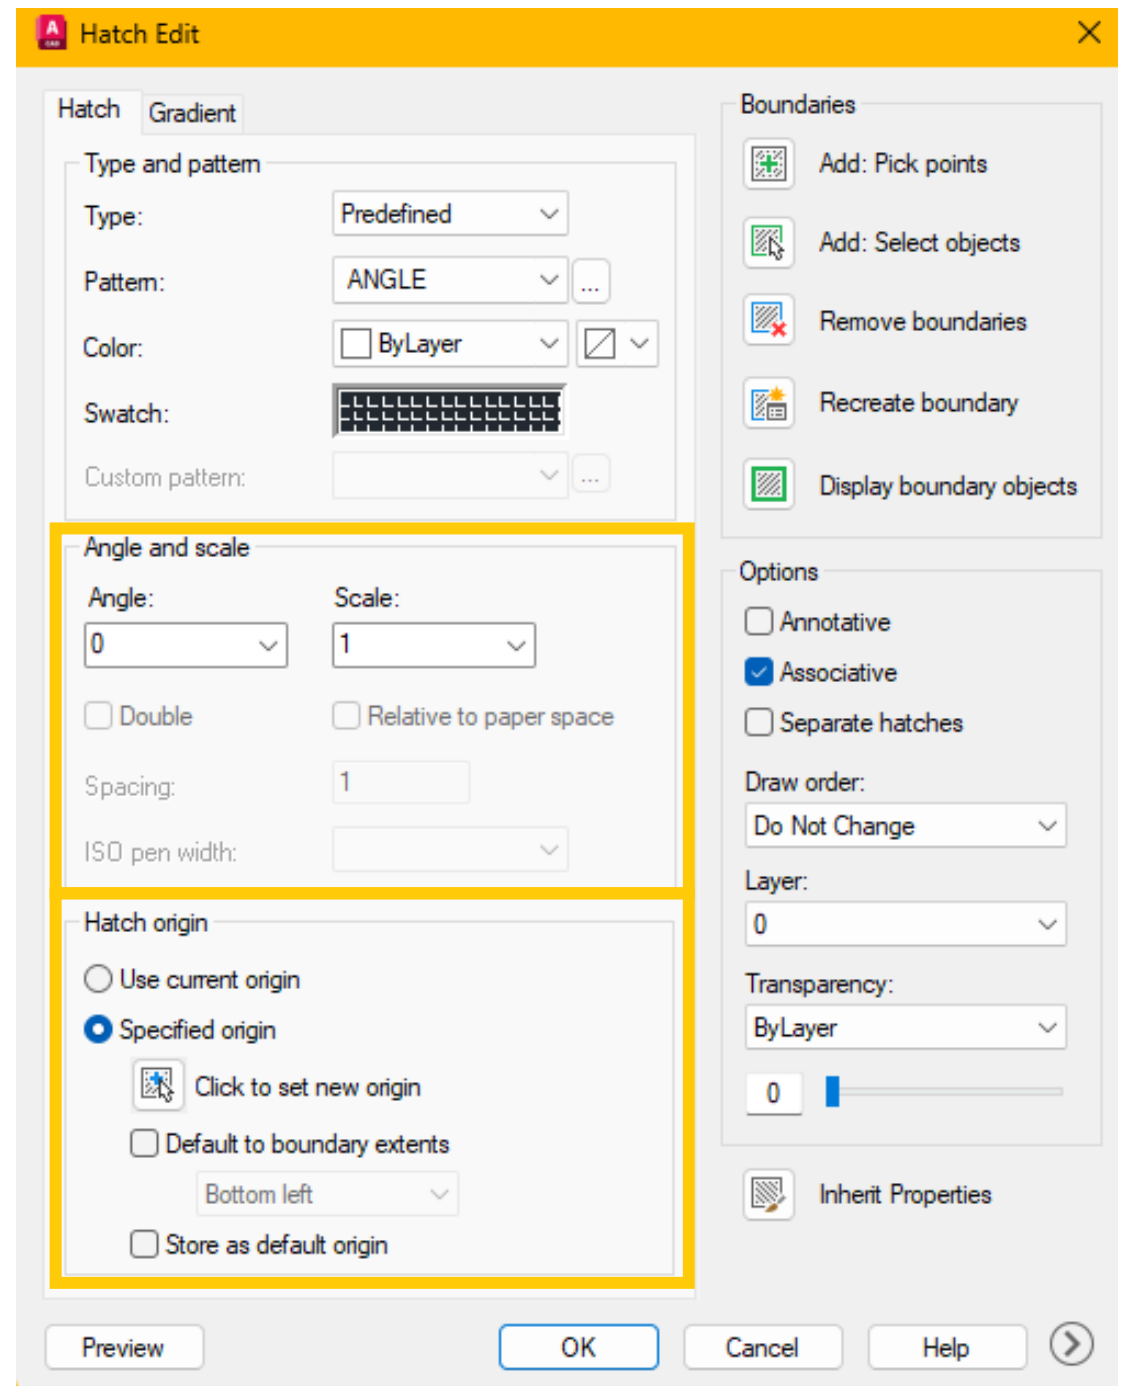 A
CAD
Hatch Edit
Hatch
Gradient
Type and pattern
Type:
Predefined
Pattern:
ANGLE
...
Color:
ByLayer
Swatch:
Custom pattern:
...
Angle and scale
Angle:
Scale:
0
1
Double
Relative to paper space
Spacing:
1
ISO pen width:
Hatch origin
Use current origin
Specified origin
Click to set new origin
Default to boundary extents
Bottom left
Store as default origin
Boundaries
Add: Pick points
Add: Select objects
Remove boundaries
Recreate boundary
Display boundary objects
Options
Annotative
Associative
Separate hatches
Draw order:
Do Not Change
Layer:
0
Transparency:
ByLayer
0
Inherit Properties
Preview
OK
Cancel
Help